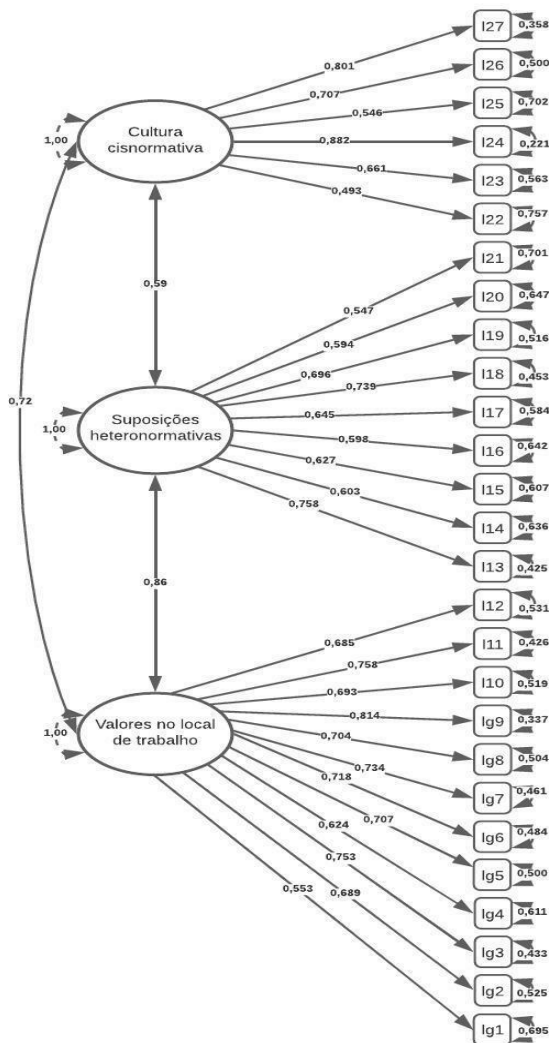 I27
0,358
0,801
I26
0,500
0,707
I25
0,702
0,546
Cultura
cisnormativa
1,00
0,882
I24
0,221
0,661
I23
0,563
0,493
I22
0,757
I21
0,701
0,59
0,547
I20
0,647
0,594
I19
0,516
0,696
I18
0,453
0,739
0,72
1,00
Suposições
heteronormativas
0,645
I17
0,584
0,598
I16
0,642
0,627
I15
0,607
0,603
I14
0,636
0,758
I13
0,425
0,86
I12
0,531
0,685
I11
0,426
0,758
I10
0,519
0,693
0,814
Ig9
0,337
1,00
Valores no local
de trabalho
0,704
Ig8
0,504
0,734
Ig7
0,461
0,718
Ig6
0,484
0,707
Ig5
0,500
0,624
Ig4
0,611
0,753
Ig3
0,433
0,689
Ig2
0,525
0,553
Ig1
0,695